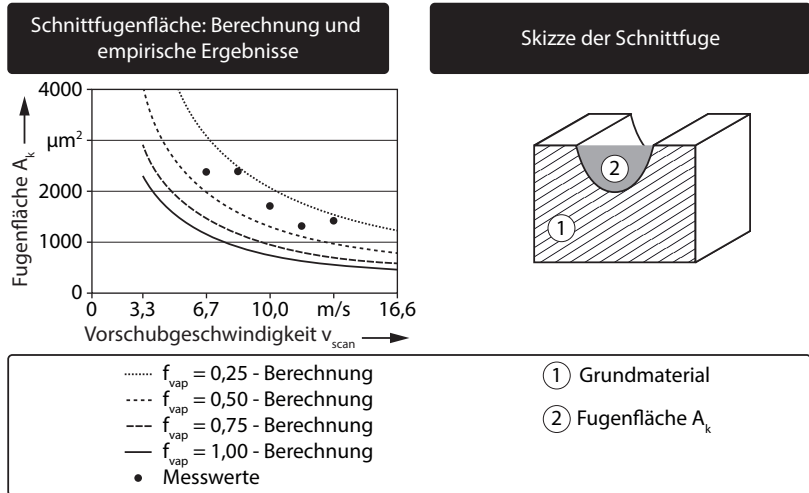 Schnittfugenfläche: Berechnung und
empirische Ergebnisse
Skizze der Schnittfuge
4000
µm²
2000
1000
0
Fugenfläche A_k
0 3,3 6,7 10,0 m/s 16,6
Vorschubgeschwindigkeit v_scan
2
1
f_vap = 0,25 - Berechnung
f_vap = 0,50 - Berechnung
f_vap = 0,75 - Berechnung
f_vap = 1,00 - Berechnung
Messwerte
1 Grundmaterial
2 Fugenfläche A_k